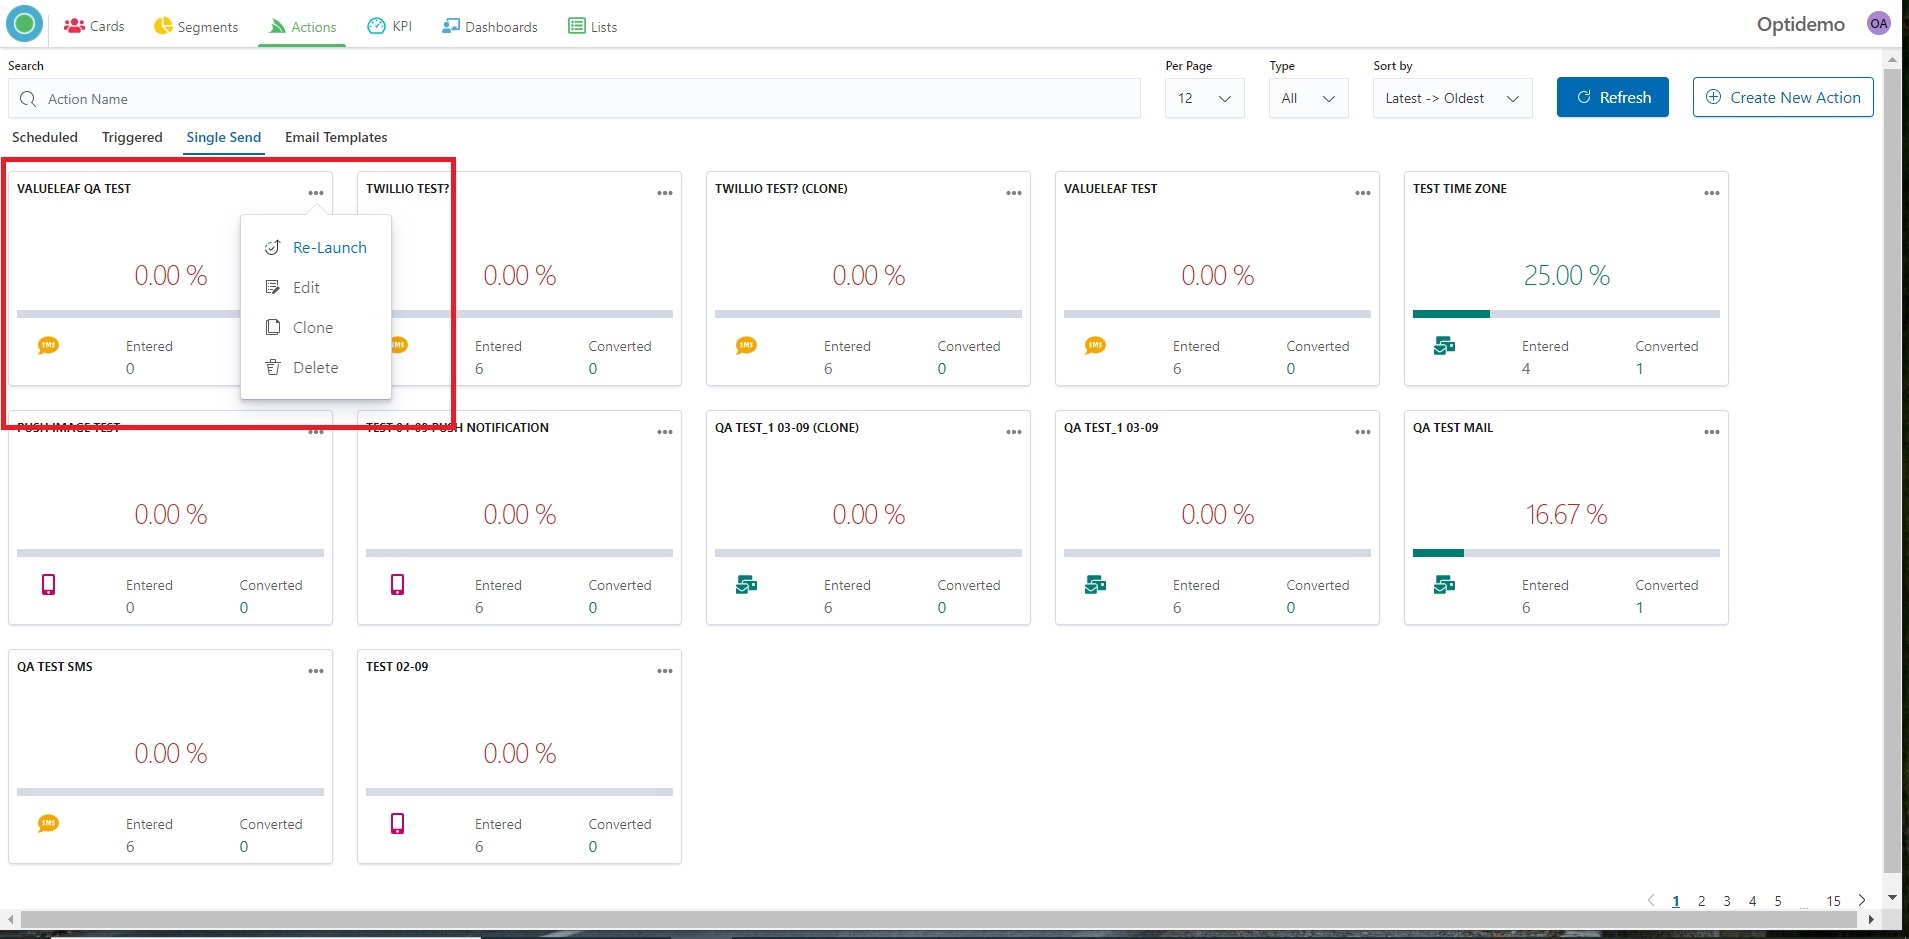 Cards Segments Actions KPI Dashboards Lists Optidemo OA
Search Per Page Type Sort by
Action Name 12 All Latest -> Oldest Refresh Create New Action
Scheduled Triggered Single Send Email Templates
VALUELEAF QA TEST
Re-Launch
Edit
Clone
Delete
0.00 %
SMS
Entered
0
TWILLIO TEST?
0.00 %
SMS
Entered Converted
6 0
TWILLIO TEST? (CLONE)
0.00 %
SMS
Entered Converted
6 0
VALUELEAF TEST
0.00 %
SMS
Entered Converted
6 0
TEST TIME ZONE
25.00 %
Entered Converted
4 1
PUSH IMAGE TEST
0.00 %
Entered Converted
0 0
TEST 04-09 PUSH NOTIFICATION
0.00 %
Entered Converted
6 0
QA TEST_1 03-09 (CLONE)
0.00 %
Entered Converted
6 0
QA TEST_1 03-09
0.00 %
Entered Converted
6 0
QA TEST MAIL
16.67 %
Entered Converted
6 1
QA TEST SMS
0.00 %
SMS
Entered Converted
6 0
TEST 02-09
0.00 %
Entered Converted
6 0
1 2 3 4 5 ... 15